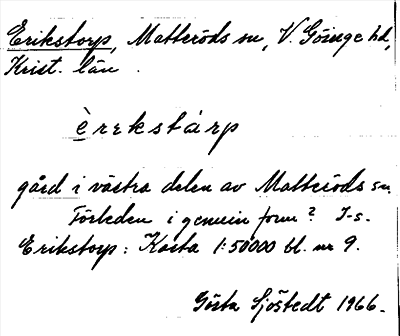 Erikstorp, Matteröds sn, V. Göinge hd,
Krist. län.
èrekstàrp
gård i västra delen av Matteröds sn.
Förleden i genuin form? I-s.
Erikstorp: Karta 1:50000 bl. nr 9.
Gösta Sjöstedt 1966.